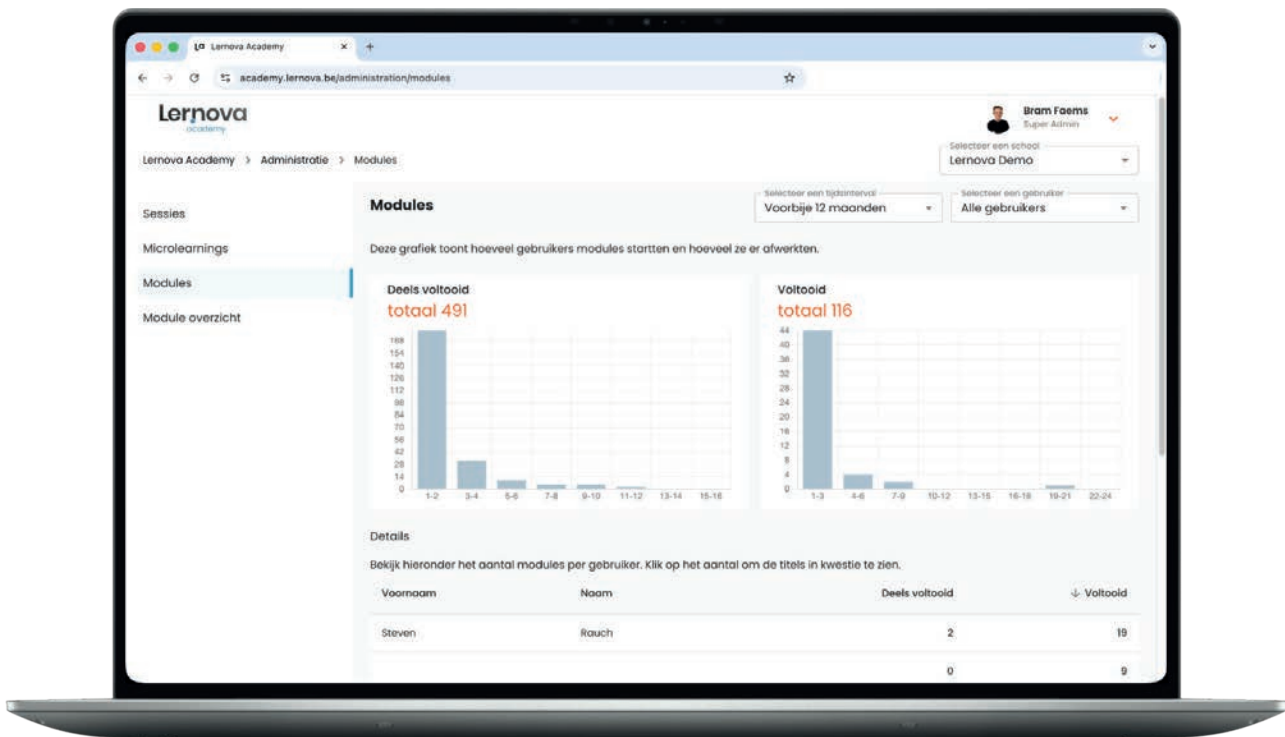 Lernova Academy
academy.lernova.be/administration/modules
Lernova
academy
Bram Faems
Super Admin
Lernova Academy > Administratie > Modules
Selecteer een school
Lernova Demo
Sessies
Microlearnings
Modules
Module overzicht
Modules
Selecteer een tijdsinterval
Voorbije 12 maanden
Selecteer een gebruiker
Alle gebruikers
Deze grafiek toont hoeveel gebruikers modules startten en hoeveel ze er afwerkten.
Deels voltooid
totaal 491
168
154
140
126
112
98
84
70
56
42
28
14
0
1-2 3-4 5-6 7-8 9-10 11-12 13-14 15-16
Voltooid
totaal 116
44
40
36
32
28
24
20
16
12
8
4
0
1-3 4-6 7-9 10-12 13-15 16-18 19-21 22-24
Details
Bekijk hieronder het aantal modules per gebruiker. Klik op het aantal om de titels in kwestie te zien.
Voornaam Naam Deels voltooid ↓ Voltooid
Steven Rauch 2 19
0 9